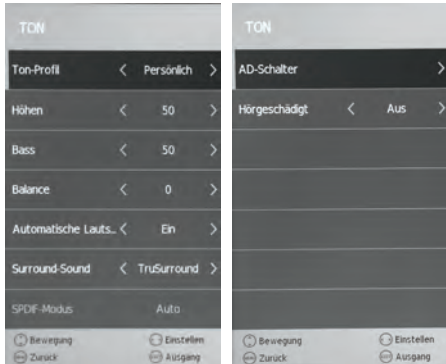 TON
Ton-Profil < Persönlich >
Höhen < 50 >
Bass < 50 >
Balance < 0 >
Automatische Lauts... < Ein >
Surround-Sound < TruSurround >
SPDIF-Modus Auto
Bewegung Einstellen
Zurück Ausgang
TON
AD-Schalter >
Hörgeschädigt < Aus >
Bewegung Einstellen
Zurück Ausgang